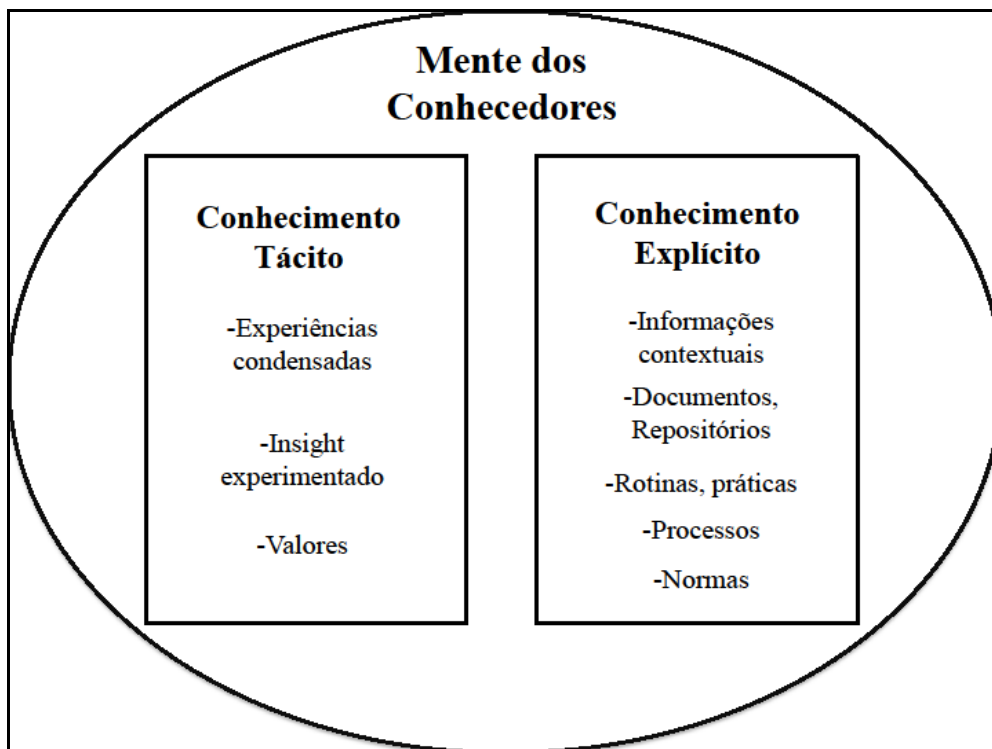 Mente dos
Conhecedores
Conhecimento
Tácito
-Experiências
condensadas
-Insight
experimentado
-Valores
Conhecimento
Explícito
-Informações
contextuais
-Documentos,
Repositórios
-Rotinas, práticas
-Processos
-Normas